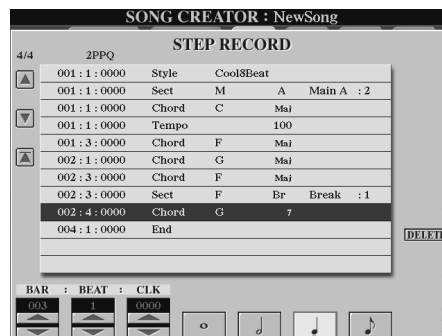 SONG CREATOR : NewSong
STEP RECORD
4/4 2PPQ
001 : 1 : 0000 Style Cool8Beat
001 : 1 : 0000 Sect M A Main A : 2
001 : 1 : 0000 Chord C Maj
001 : 1 : 0000 Tempo 100
001 : 3 : 0000 Chord F Maj
002 : 1 : 0000 Chord G Maj
002 : 3 : 0000 Chord F Maj
002 : 3 : 0000 Sect F Br Break : 1
002 : 4 : 0000 Chord G 7
004 : 1 : 0000 End
DELETE
BAR : BEAT : CLK
003 1 0000